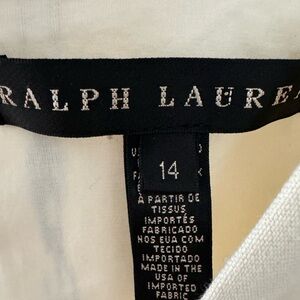 RALPH LAURE
14
A PARTIR DE
TISSUS
IMPORTÉS
FABRICADO
NOS EUA COM
TECIDO
IMPORTADO
MADE IN THE
USA OF
IMPORTED
FABRIC